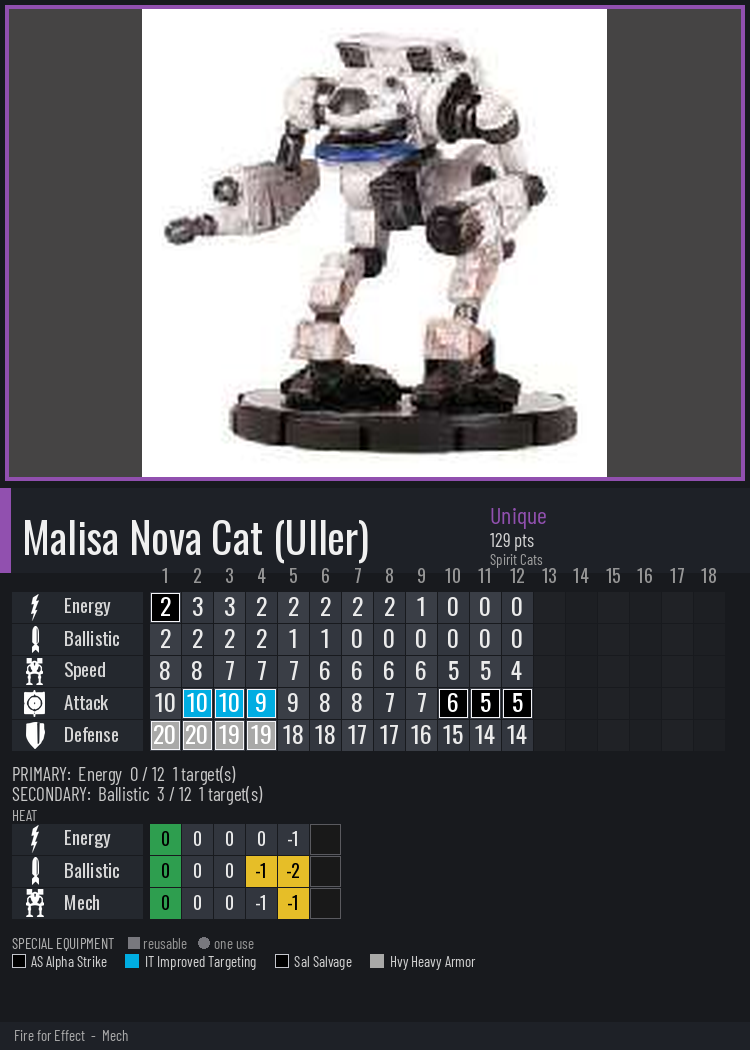 Malisa Nova Cat (Uller)
Unique
129 pts
Spirit Cats
1 2 3 4 5 6 7 8 9 10 11 12 13 14 15 16 17 18
Energy 2 3 3 2 2 2 2 2 1 0 0 0
Ballistic 2 2 2 2 1 1 0 0 0 0 0 0
Speed 8 8 7 7 7 6 6 6 6 5 5 4
Attack 10 10 10 9 9 8 8 7 7 6 5 5
Defense 20 20 19 19 18 18 17 17 16 15 14 14
PRIMARY: Energy 0 / 12 1 target(s)
SECONDARY: Ballistic 3 / 12 1 target(s)
HEAT
Energy 0 0 0 0 -1
Ballistic 0 0 0 -1 -2
Mech 0 0 0 -1 -1
SPECIAL EQUIPMENT reusable one use
AS Alpha Strike IT Improved Targeting Sal Salvage Hvy Heavy Armor
Fire for Effect - Mech